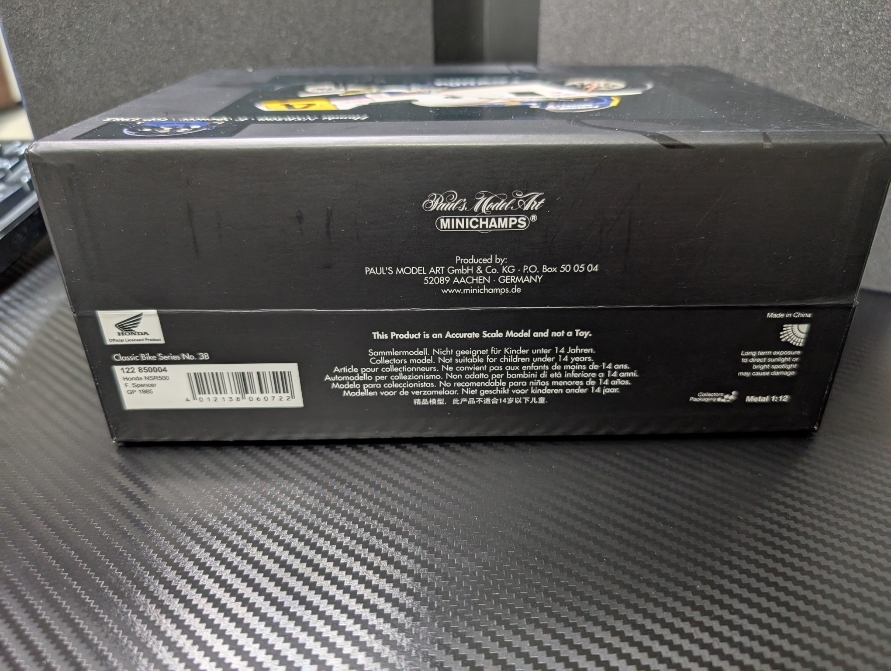 Paul's Model Art
MINICHAMPS®
Produced by:
PAUL'S MODEL ART GmbH & Co. KG · P.O. Box 50 05 04
52089 AACHEN · GERMANY
www.minichamps.de
HONDA
Official Licensed Product
Classic Bike Series No. 38
122 850004
Honda NSR500
F. Spencer
GP 1985
4 012138 060722
This Product is an Accurate Scale Model and not a Toy.
Sammlermodell. Nicht geeignet für Kinder unter 14 Jahren.
Collectors model. Not suitable for children under 14 years.
Article pour collectionneurs. Ne convient pas aux enfants de moins de 14 ans.
Automodello per collezionismo. Non adatto per bambini di età inferiore a 14 anni.
Modelo para coleccionistas. No recomendable para niños menores de 14 años.
Modellen voor de verzamelaar. Niet geschikt voor kinderen onder 14 jaar.
精品模型，此产品不适合14岁以下儿童.
Made in China
Long term exposure
to direct sunlight or
bright spotlight
may cause damage.
Collectors
Packaging
Metal 1:12